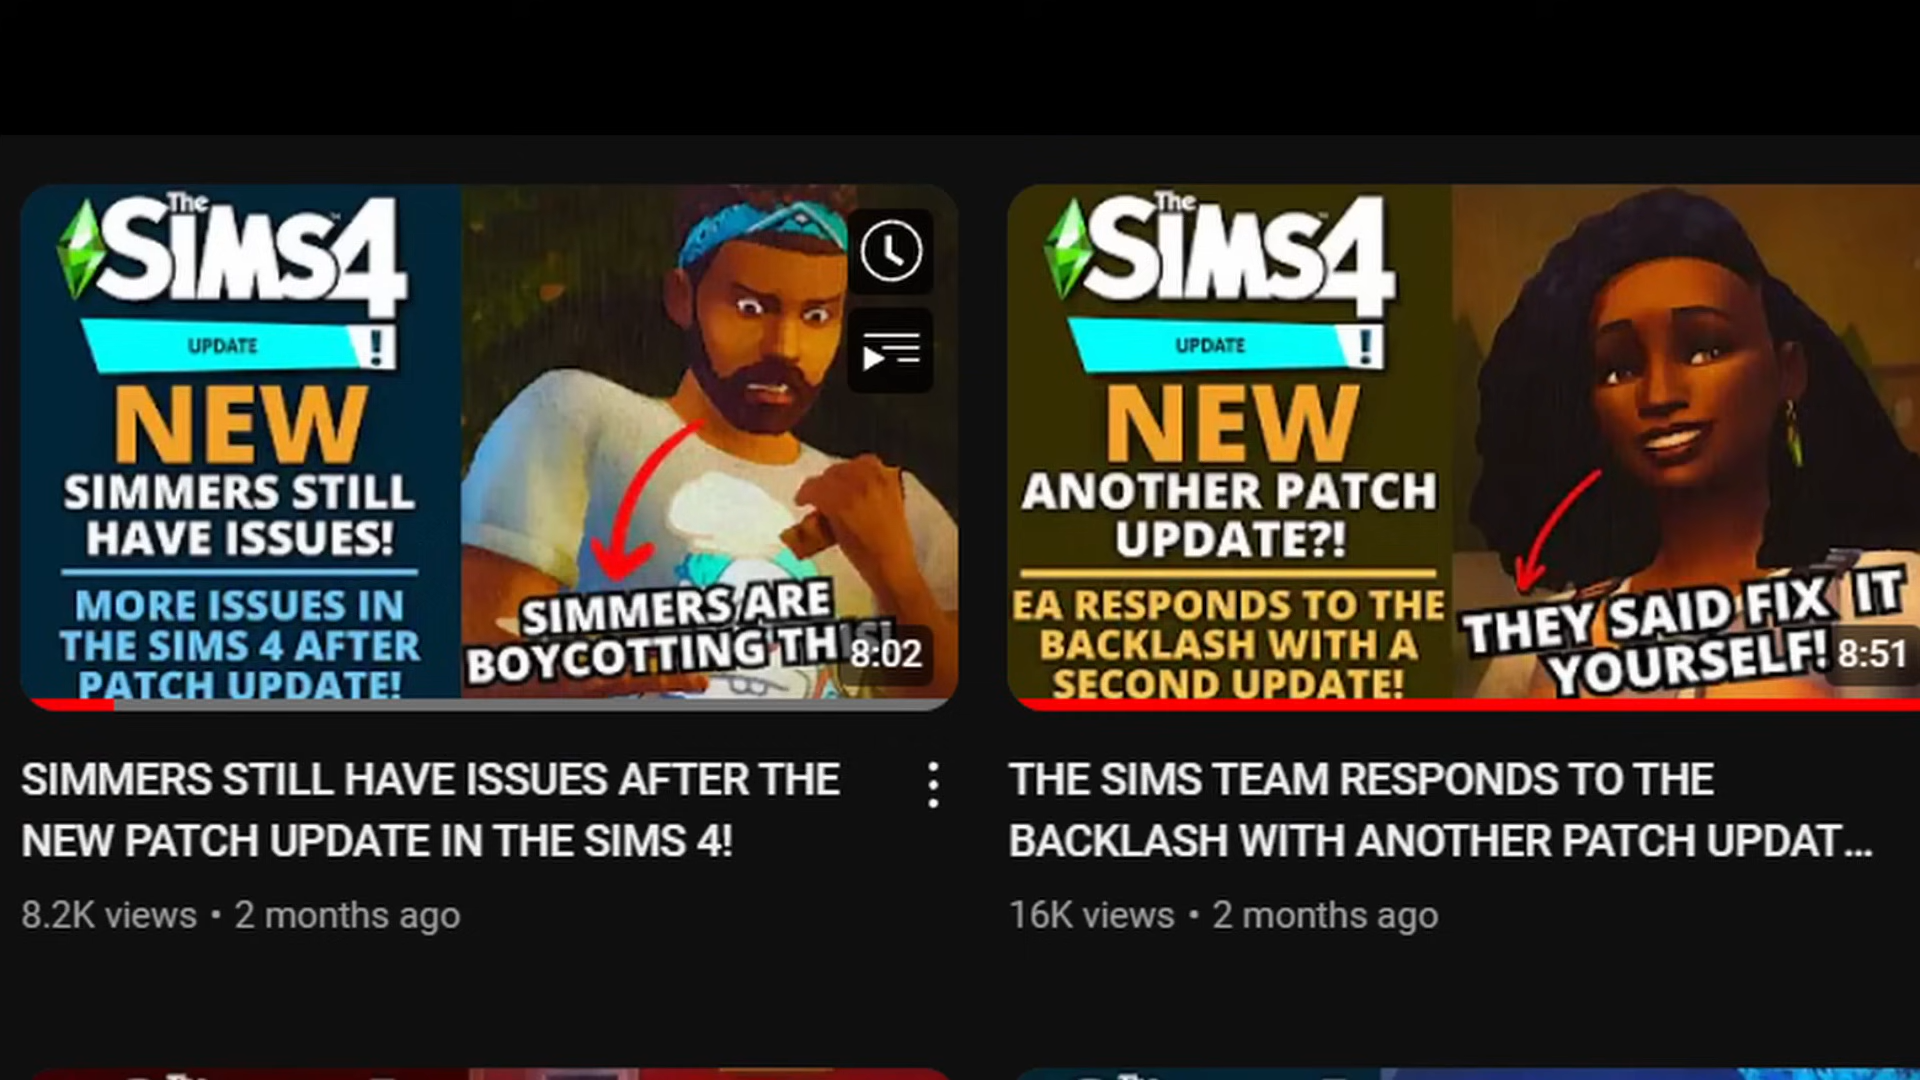 The
SiMS4
UPDATE
!
NEW
SIMMERS STILL
HAVE ISSUES!
MORE ISSUES IN
THE SIMS 4 AFTER
PATCH UPDATE!
SIMMERS ARE
BOYCOTTING THIS!
8:02
SIMMERS STILL HAVE ISSUES AFTER THE
NEW PATCH UPDATE IN THE SIMS 4!
8.2K views • 2 months ago
The
SiMS4
UPDATE
!
NEW
ANOTHER PATCH
UPDATE?!
EA RESPONDS TO THE
BACKLASH WITH A
SECOND UPDATE!
THEY SAID FIX IT
YOURSELF!
8:51
THE SIMS TEAM RESPONDS TO THE
BACKLASH WITH ANOTHER PATCH UPDAT...
16K views • 2 months ago